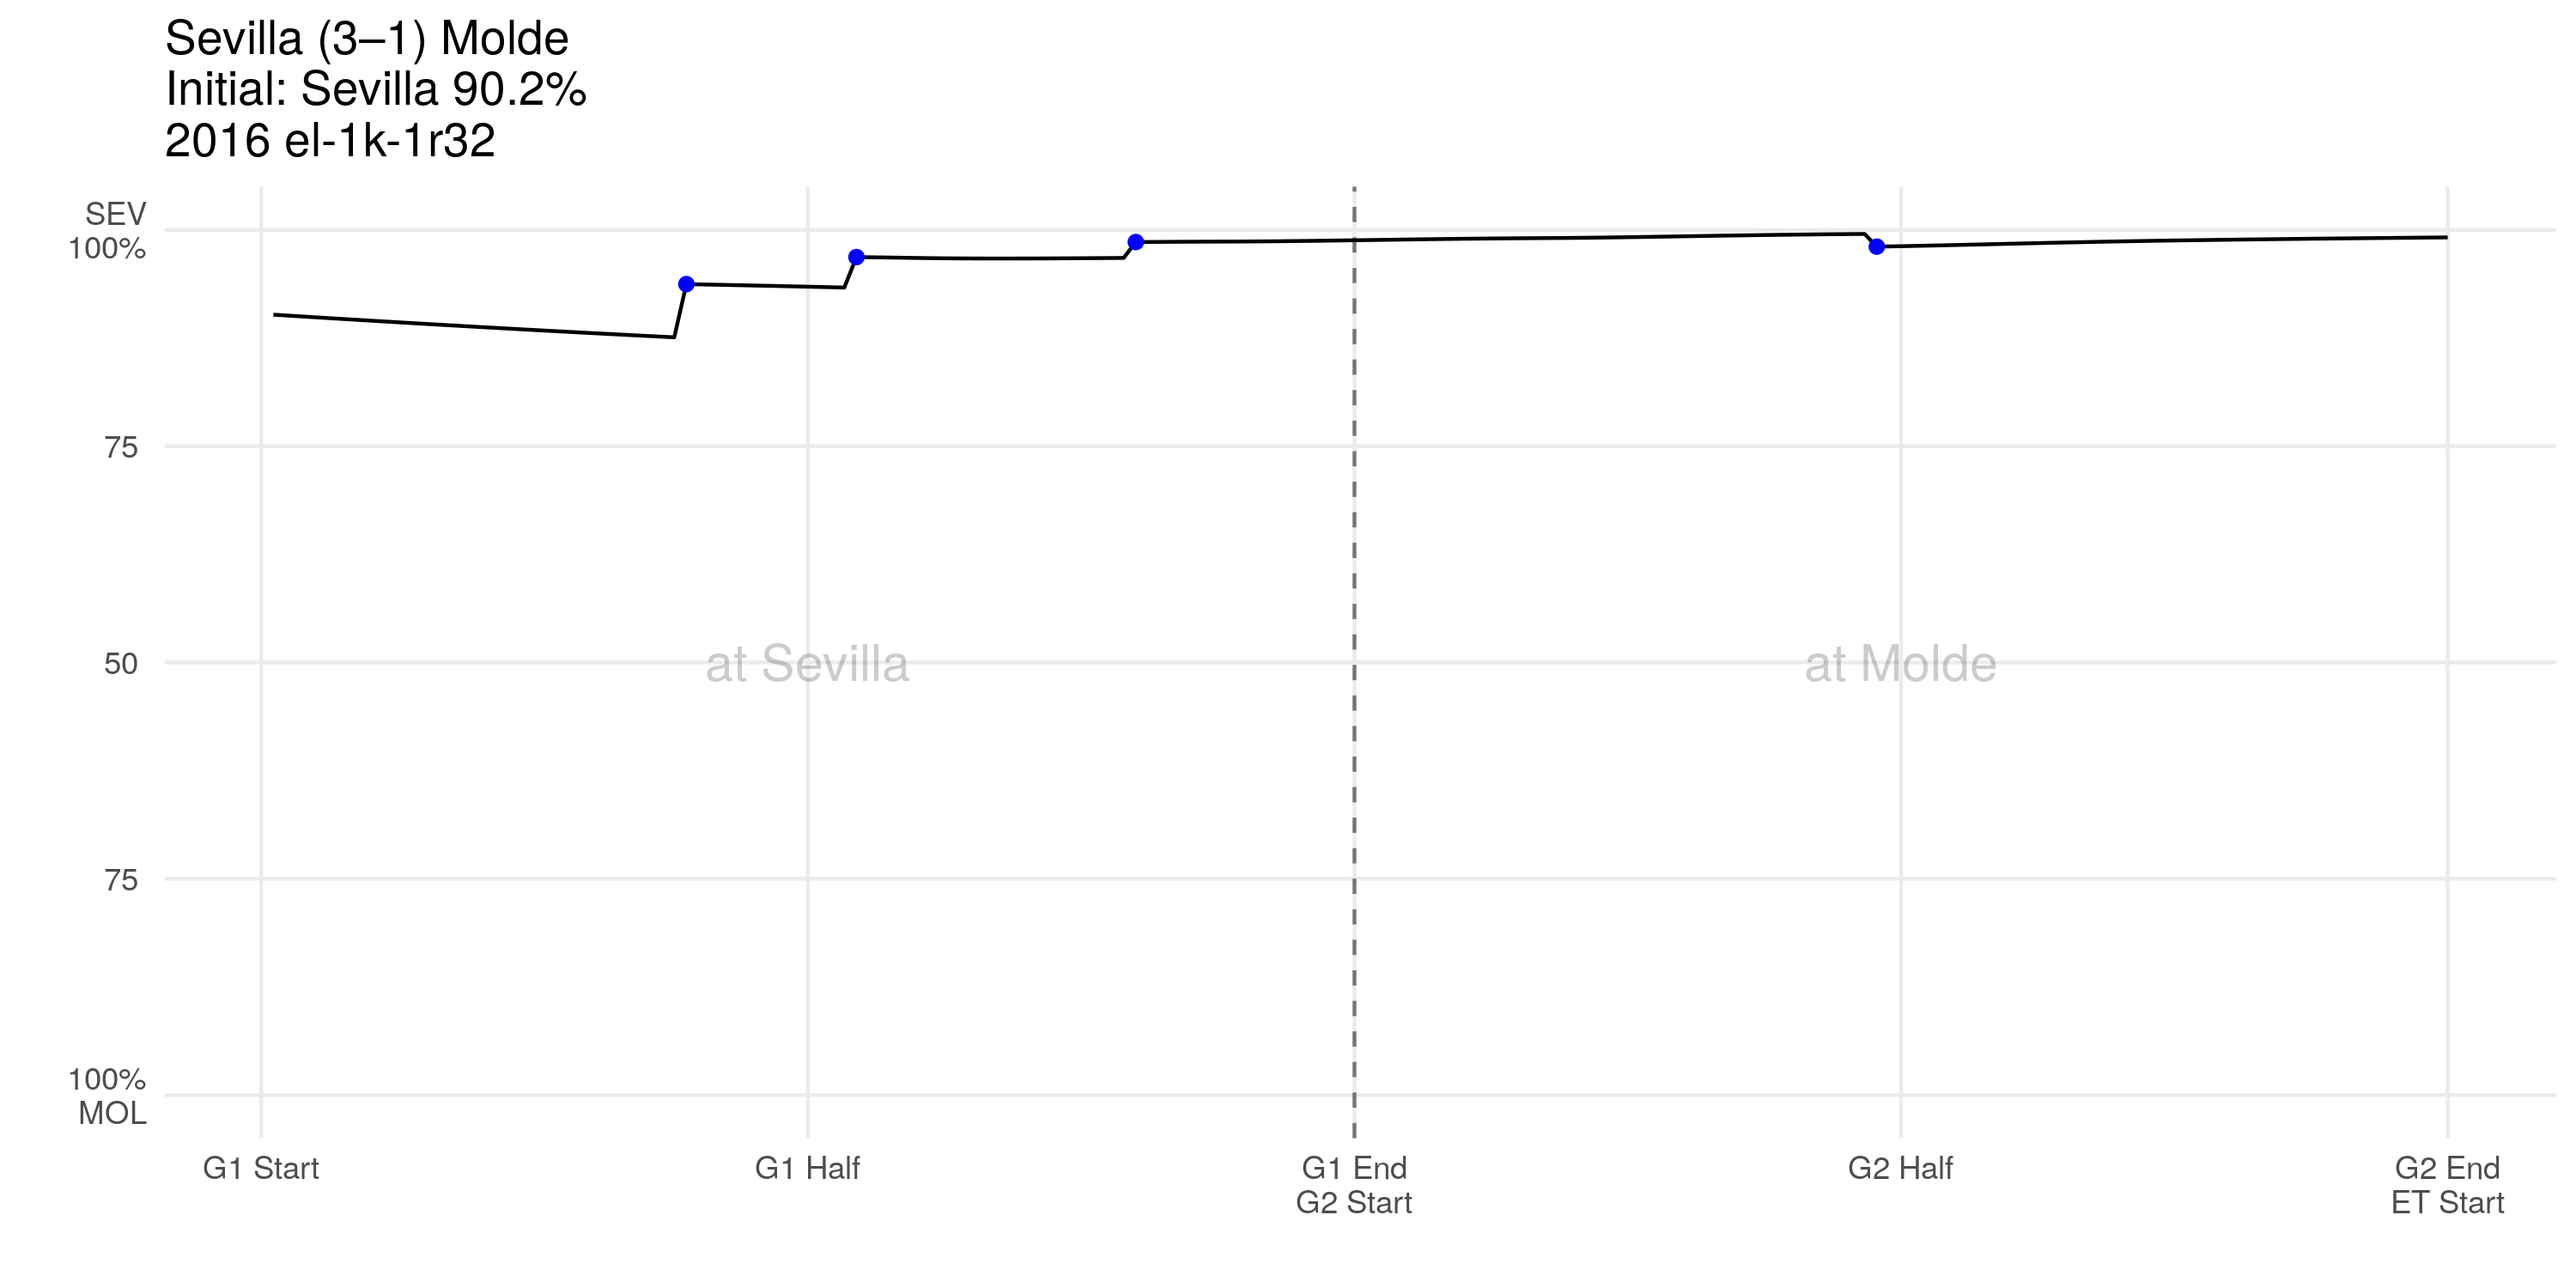 Sevilla (3–1) Molde
Initial: Sevilla 90.2%
2016 el-1k-1r32
SEV
100%
75
50
75
100%
MOL
at Sevilla
at Molde
G1 Start
G1 Half
G1 End
G2 Start
G2 Half
G2 End
ET Start